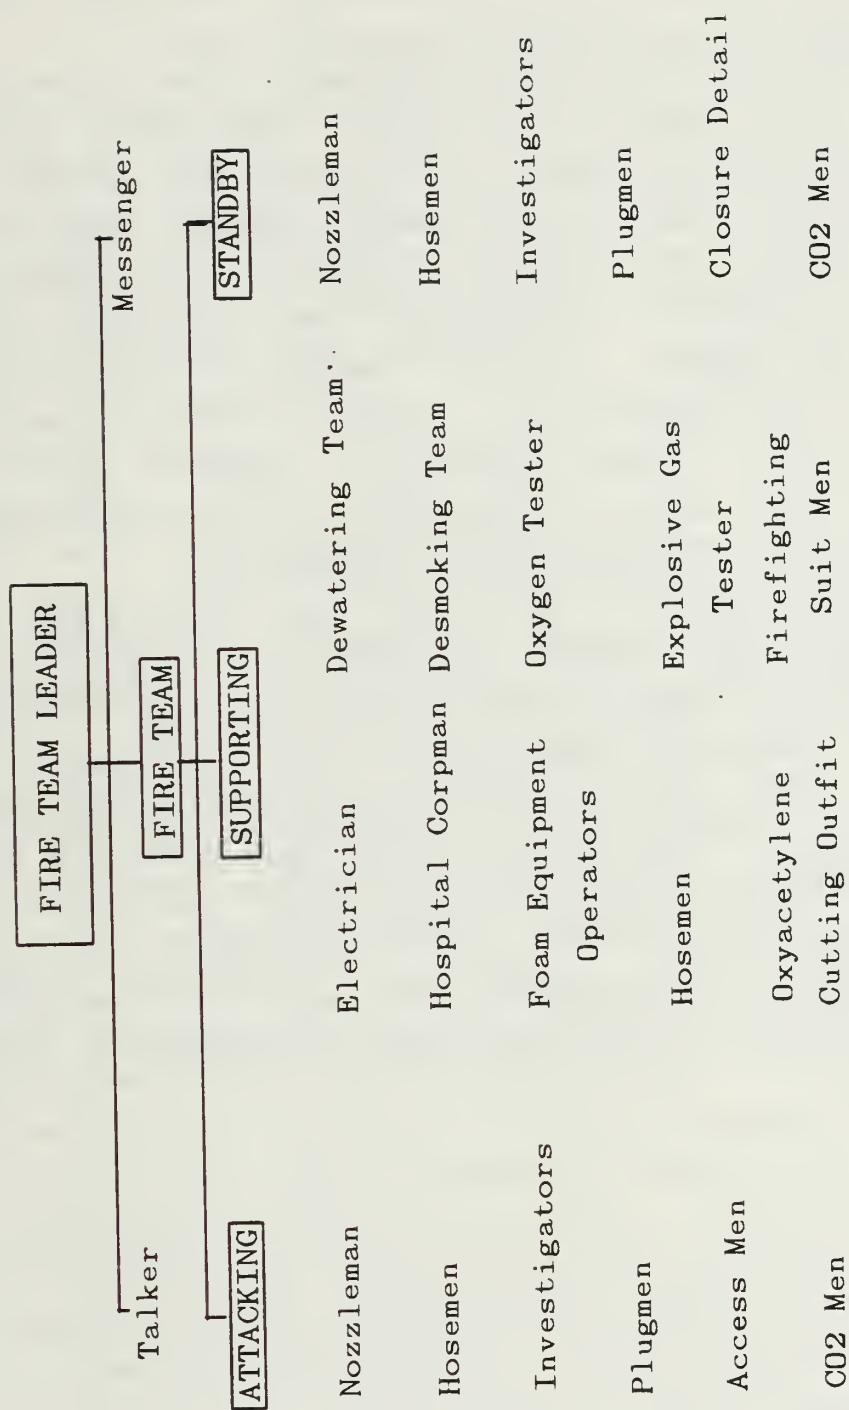 FIRE TEAM LEADER
Talker
Messenger
FIRE TEAM
ATTACKING
SUPPORTING
STANDBY
Nozzleman
Hosemen
Investigators
Plugmen
Access Men
CO2 Men
Electrician
Hospital Corpman
Foam Equipment
Operators
Hosemen
Oxyacetylene
Cutting Outfit
Dewatering Team
Desmoking Team
Oxygen Tester
Explosive Gas
Tester
Firefighting
Suit Men
Nozzleman
Hosemen
Investigators
Plugmen
Closure Detail
CO2 Men